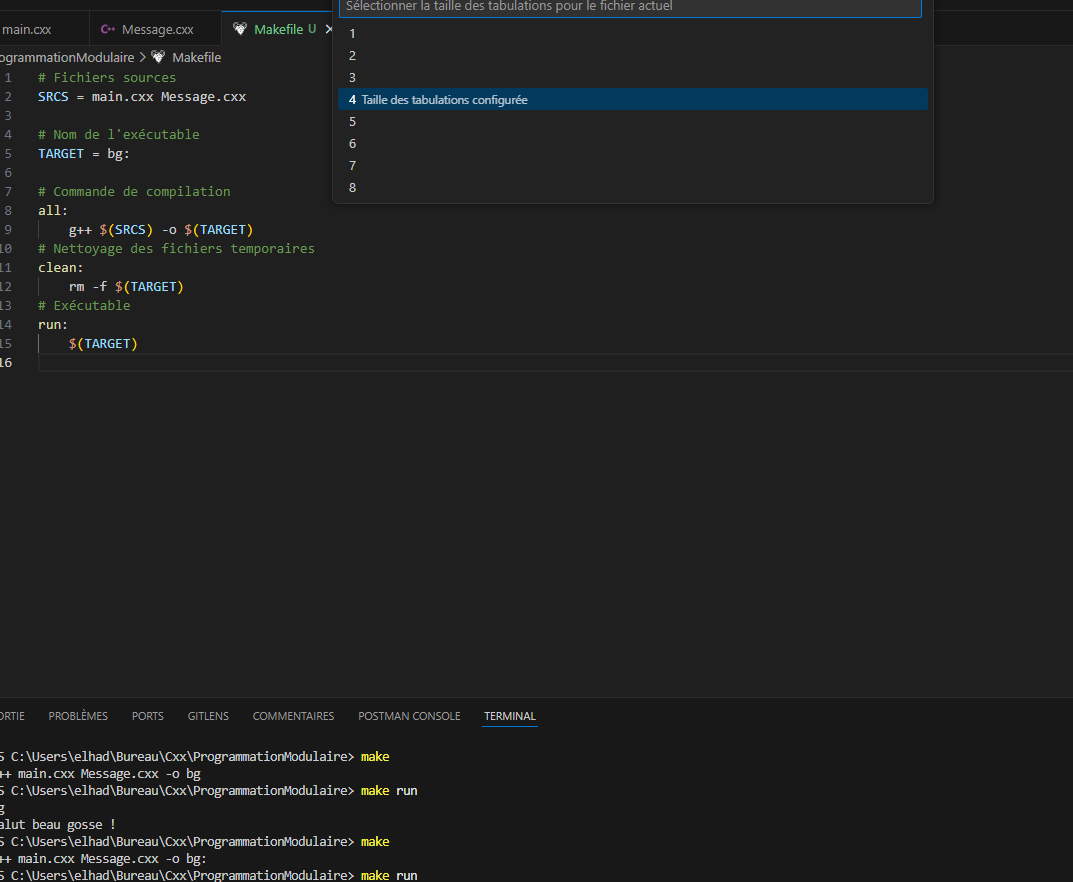 Sélectionner la taille des tabulations pour le fichier actuel
main.cxx Message.cxx Makefile U
1
2
3
4 Taille des tabulations configurée
5
6
7
8
ogrammationModulaire > Makefile
1 # Fichiers sources
2 SRCS = main.cxx Message.cxx
3
4 # Nom de l'exécutable
5 TARGET = bg:
6
7 # Commande de compilation
8 all:
9 g++ $(SRCS) -o $(TARGET)
10 # Nettoyage des fichiers temporaires
11 clean:
12 rm -f $(TARGET)
13 # Exécutable
14 run:
15 $(TARGET)
16
ORTIE PROBLÈMES PORTS GITLENS COMMENTAIRES POSTMAN CONSOLE TERMINAL
S C:\Users\elhad\Bureau\Cxx\ProgrammationModulaire> make
++ main.cxx Message.cxx -o bg
S C:\Users\elhad\Bureau\Cxx\ProgrammationModulaire> make run
g
alut beau gosse !
S C:\Users\elhad\Bureau\Cxx\ProgrammationModulaire> make
++ main.cxx Message.cxx -o bg:
S C:\Users\elhad\Bureau\Cxx\ProgrammationModulaire> make run